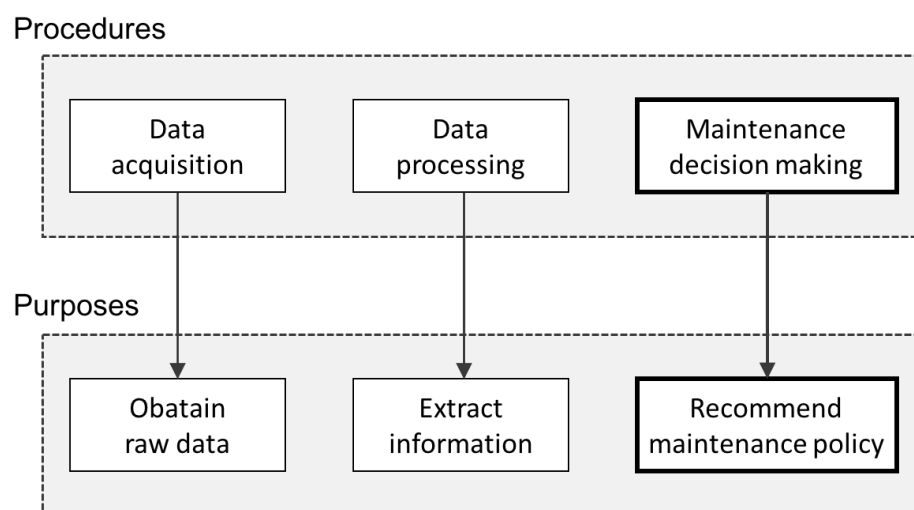 Procedures
Data
acquisition
Data
processing
Maintenance
decision making
Purposes
Obatain
raw data
Extract
information
Recommend
maintenance policy